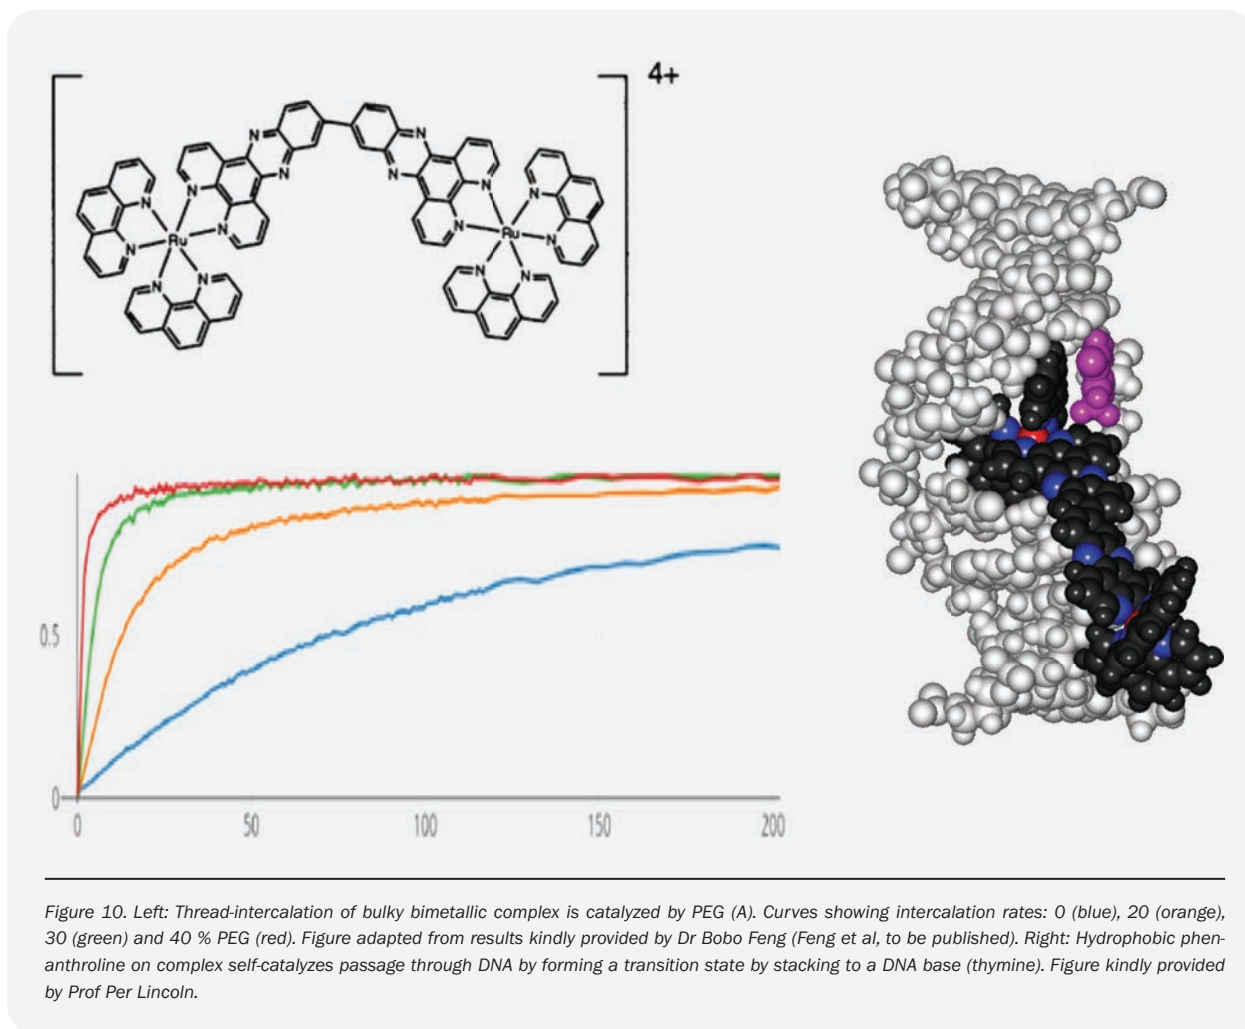 4+
N
N
N
N
N
N
N
N
N
N
N
N
Ru
Ru
N
N
N
N
0.5
0
0
50
100
150
200
Figure 10. Left: Thread-intercalation of bulky bimetallic complex is catalyzed by PEG (A). Curves showing intercalation rates: 0 (blue), 20 (orange),
30 (green) and 40 % PEG (red). Figure adapted from results kindly provided by Dr Bobo Feng (Feng et al, to be published). Right: Hydrophobic phen-
anthroline on complex self-catalyzes passage through DNA by forming a transition state by stacking to a DNA base (thymine). Figure kindly provided
by Prof Per Lincoln.